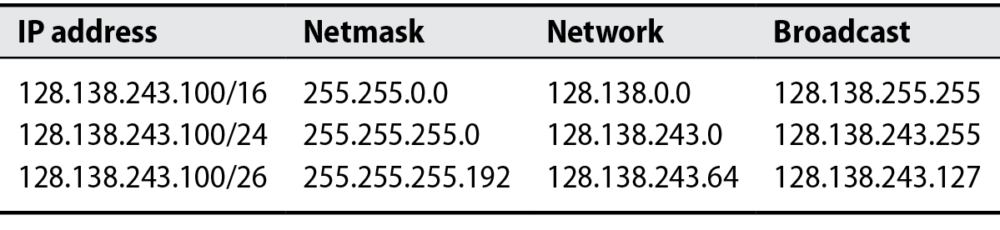 IP address Netmask Network Broadcast
128.138.243.100/16 255.255.0.0 128.138.0.0 128.138.255.255
128.138.243.100/24 255.255.255.0 128.138.243.0 128.138.243.255
128.138.243.100/26 255.255.255.192 128.138.243.64 128.138.243.127